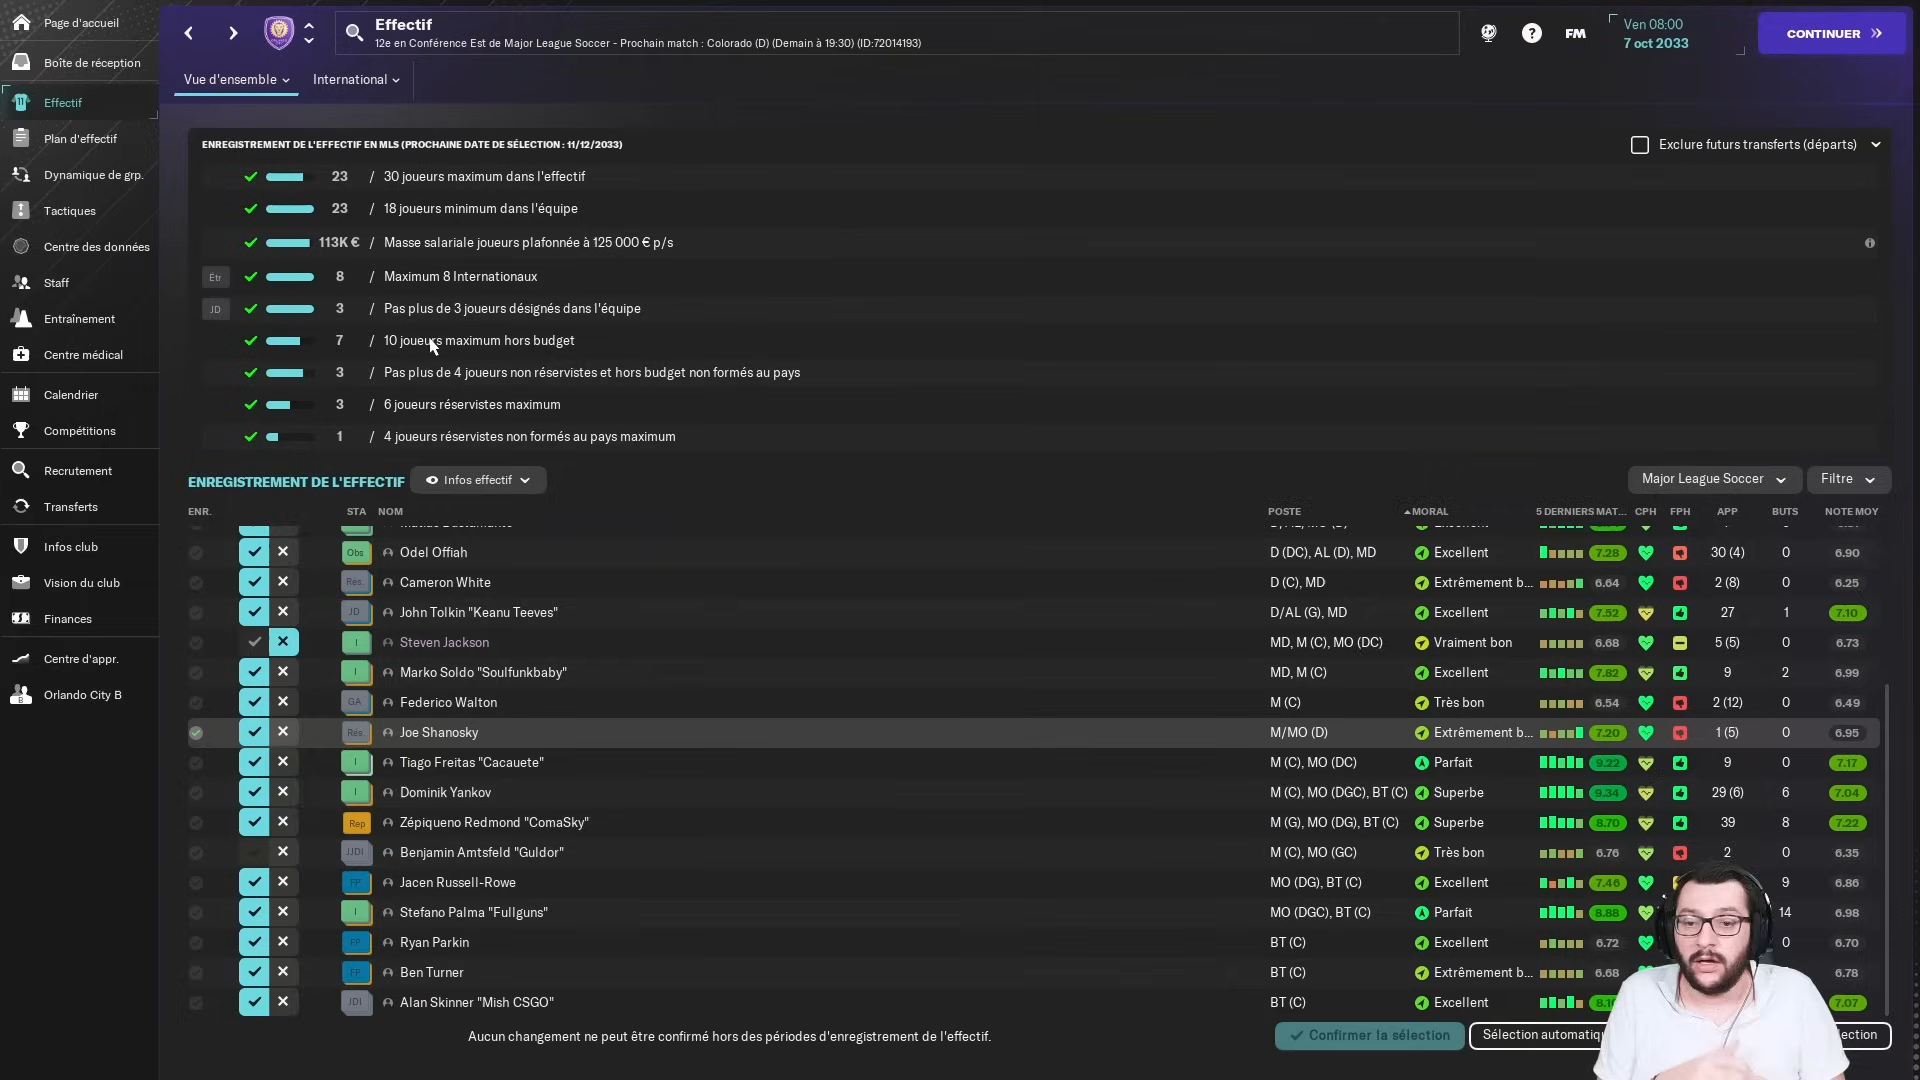 Page d'accueil
Boîte de réception
Effectif
Plan d'effectif
Dynamique de grp.
Tactiques
Centre des données
Staff
Entraînement
Centre médical
Calendrier
Compétitions
Recrutement
Transferts
Infos club
Vision du club
Finances
Centre d'appr.
Orlando City B
Effectif
12e en Conférence Est de Major League Soccer - Prochain match : Colorado (D) (Demain à 19:30) (ID:72014193)
FM
Ven 08:00
7 oct 2033
CONTINUER
Vue d'ensemble
International
ENREGISTREMENT DE L'EFFECTIF EN MLS (PROCHAINE DATE DE SÉLECTION : 11/12/2033)
Exclure futurs transferts (départs)
23 / 30 joueurs maximum dans l'effectif
23 / 18 joueurs minimum dans l'équipe
113K € / Masse salariale joueurs plafonnée à 125 000 € p/s
Étr 8 / Maximum 8 Internationaux
JD 3 / Pas plus de 3 joueurs désignés dans l'équipe
7 / 10 joueurs maximum hors budget
3 / Pas plus de 4 joueurs non réservistes et hors budget non formés au pays
3 / 6 joueurs réservistes maximum
1 / 4 joueurs réservistes non formés au pays maximum
ENREGISTREMENT DE L'EFFECTIF Infos effectif Major League Soccer Filtre
ENR. STA NOM POSTE MORAL 5 DERNIERS MAT... CPH FPH APP BUTS NOTE MOY
Obs Odel Offiah D (DC), AL (D), MD Excellent 7.28 30 (4) 0 6.90
Rés. Cameron White D (C), MD Extrêmement b... 6.64 2 (8) 0 6.25
JD John Tolkin "Keanu Teeves" D/AL (G), MD Excellent 7.52 27 1 7.10
I Steven Jackson MD, M (C), MO (DC) Vraiment bon 6.68 5 (5) 0 6.73
I Marko Soldo "Soulfunkbaby" MD, M (C) Excellent 7.82 9 2 6.99
GA Federico Walton M (C) Très bon 6.54 2 (12) 0 6.49
Rés. Joe Shanosky M/MO (D) Extrêmement b... 7.20 1 (5) 0 6.95
I Tiago Freitas "Cacauete" M (C), MO (DC) Parfait 9.22 9 0 7.17
I Dominik Yankov M (C), MO (DGC), BT (C) Superbe 9.34 29 (6) 6 7.04
Rep Zépiqueno Redmond "ComaSky" M (G), MO (DG), BT (C) Superbe 8.70 39 8 7.22
JJDI Benjamin Amtsfeld "Guldor" M (C), MO (GC) Très bon 6.76 2 0 6.35
FP Jacen Russell-Rowe MO (DG), BT (C) Excellent 7.46 9 6.86
I Stefano Palma "Fullguns" MO (DGC), BT (C) Parfait 8.88 14 6.98
FP Ryan Parkin BT (C) Excellent 6.72 0 6.70
FP Ben Turner BT (C) Extrêmement b... 6.68 6.78
JDI Alan Skinner "Mish CSGO" BT (C) Excellent 7.07
Aucun changement ne peut être confirmé hors des périodes d'enregistrement de l'effectif.
Confirmer la sélection